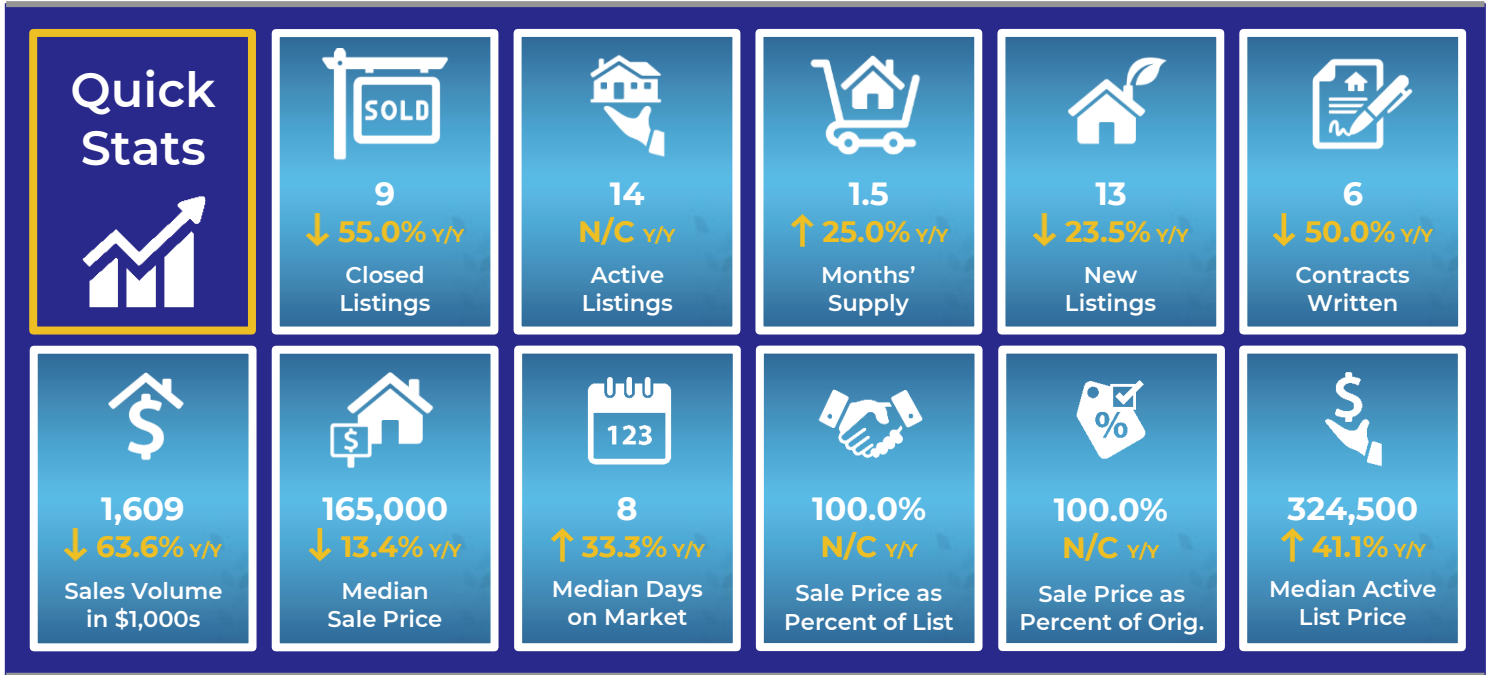 Quick
Stats
SOLD
9
↓ 55.0% Y/Y
Closed
Listings
14
N/C Y/Y
Active
Listings
1.5
↑ 25.0% Y/Y
Months’
Supply
13
↓ 23.5% Y/Y
New
Listings
6
↓ 50.0% Y/Y
Contracts
Written
$
1,609
↓ 63.6% Y/Y
Sales Volume
in $1,000s
$
165,000
↓ 13.4% Y/Y
Median
Sale Price
123
8
↑ 33.3% Y/Y
Median Days
on Market
100.0%
N/C Y/Y
Sale Price as
Percent of List
%
100.0%
N/C Y/Y
Sale Price as
Percent of Orig.
$
324,500
↑ 41.1% Y/Y
Median Active
List Price